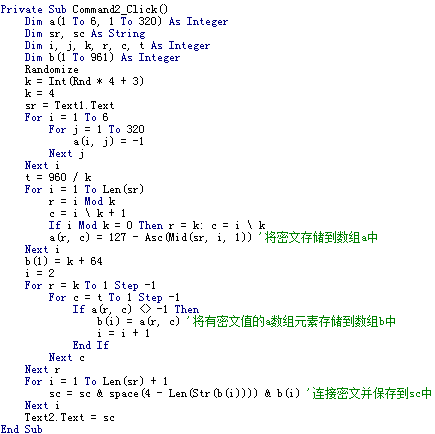 Private Sub Command2_Click()
    Dim a(1 To 6, 1 To 320) As Integer
    Dim sr, sc As String
    Dim i, j, k, r, c, t As Integer
    Dim b(1 To 961) As Integer
    Randomize
    k = Int(Rnd * 4 + 3)
    k = 4
    sr = Text1.Text
    For i = 1 To 6
        For j = 1 To 320
            a(i, j) = -1
        Next j
    Next i
    t = 960 / k
    For i = 1 To Len(sr)
        r = i Mod k
        c = i \ k + 1
        If i Mod k = 0 Then r = k: c = i \ k
        a(r, c) = 127 - Asc(Mid(sr, i, 1)) '将密文存储到数组a中
    Next i
    b(1) = k + 64
    i = 2
    For r = k To 1 Step -1
        For c = t To 1 Step -1
            If a(r, c) <> -1 Then
                b(i) = a(r, c) '将有密文值的a数组元素存储到数组b中
                i = i + 1
            End If
        Next c
    Next r
    For i = 1 To Len(sr) + 1
        sc = sc & space(4 - Len(Str(b(i)))) & b(i) '连接密文并保存到sc中
    Next i
    Text2.Text = sc
End Sub